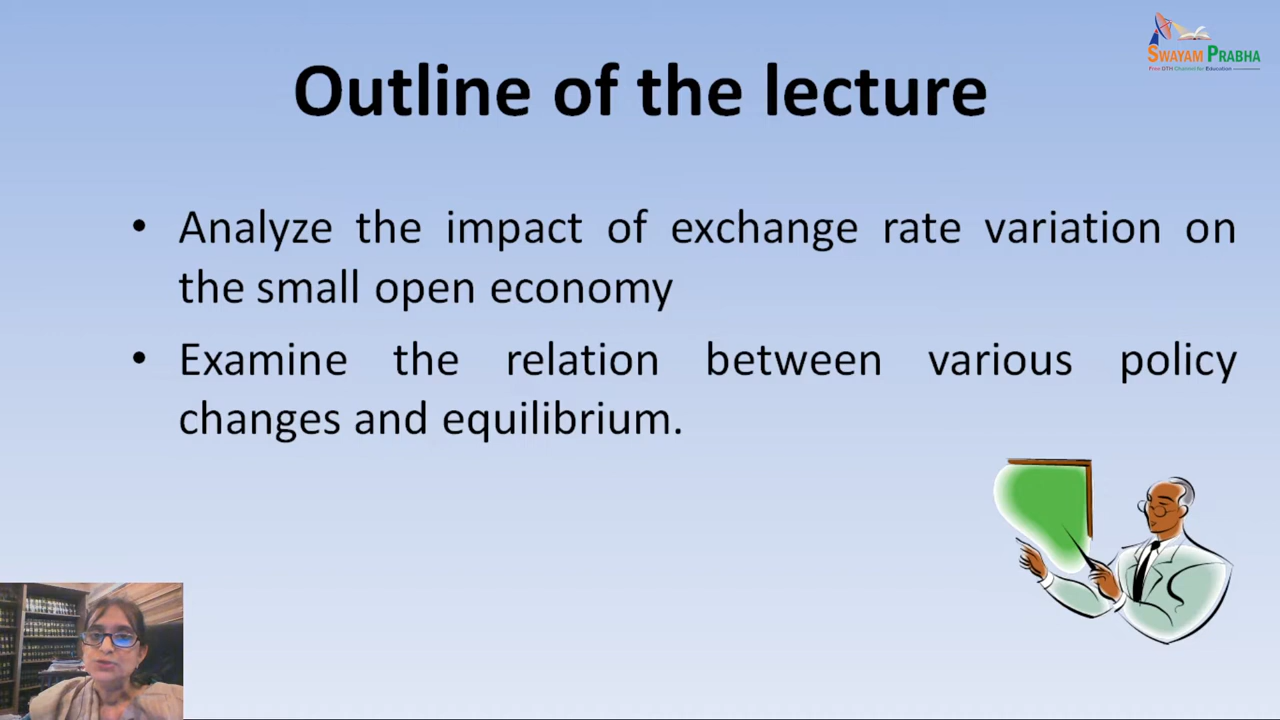 SWAYAM PRABHA
Free DTH Channel for Education
Outline of the lecture
• Analyze the impact of exchange rate variation on
the small open economy
• Examine the relation between various policy
changes and equilibrium.